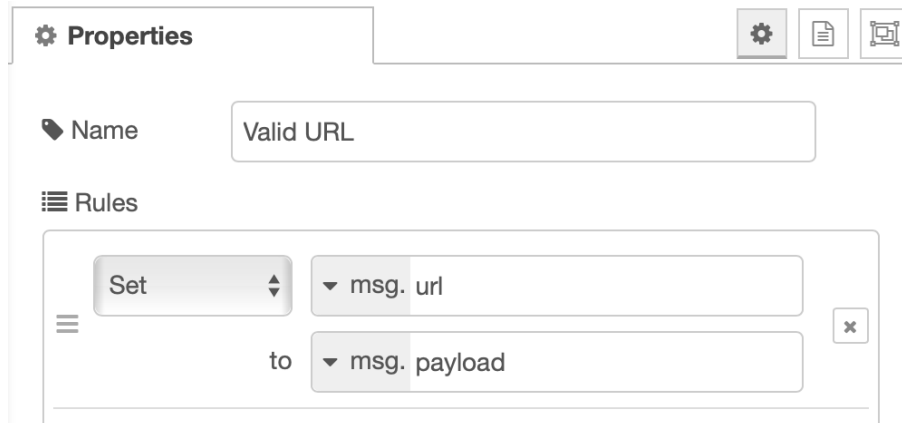 Properties
Name
Valid URL
Rules
Set
msg. url
to
msg. payload